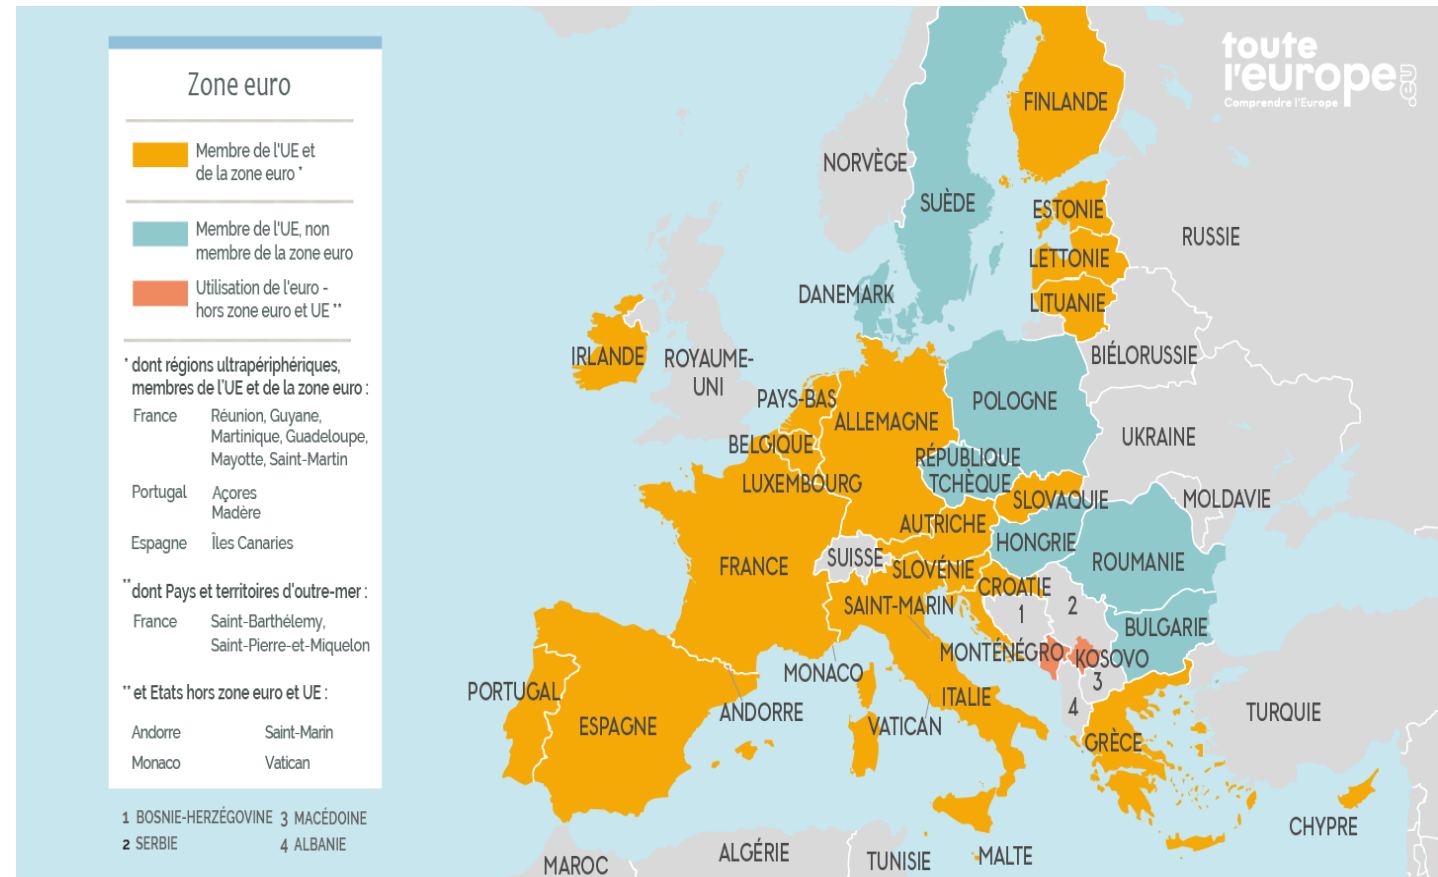 Zone euro
Membre de l'UE et
de la zone euro *
Membre de l'UE, non
membre de la zone euro
Utilisation de l'euro -
hors zone euro et UE **
* dont régions ultrapériphériques,
membres de l'UE et de la zone euro :
France Réunion, Guyane,
Martinique, Guadeloupe,
Mayotte, Saint-Martin
Portugal Açores
Madère
Espagne Îles Canaries
** dont Pays et territoires d'outre-mer :
France Saint-Barthélemy,
Saint-Pierre-et-Miquelon
** et Etats hors zone euro et UE :
Andorre Saint-Marin
Monaco Vatican
1 BOSNIE-HERZÉGOVINE 3 MACÉDOINE
2 SERBIE 4 ALBANIE
toute
l'europe.eu
Comprendre l'Europe
FINLANDE
NORVÈGE
SUÈDE
ESTONIE
RUSSIE
LETTONIE
DANEMARK
LITUANIE
IRLANDE
ROYAUME-
UNI
BIÉLORUSSIE
PAYS-BAS
POLOGNE
ALLEMAGNE
UKRAINE
BELGIQUE
RÉPUBLIQUE
TCHÈQUE
LUXEMBOURG
SLOVAQUIE
MOLDAVIE
AUTRICHE
HONGRIE
SUISSE
ROUMANIE
FRANCE
SLOVÉNIE
CROATIE
SAINT-MARIN
1
2
BULGARIE
MONTÉNÉGRO
KOSOVO
MONACO
3
PORTUGAL
ITALIE
4
ANDORRE
TURQUIE
ESPAGNE
VATICAN
GRÈCE
CHYPRE
ALGÉRIE
MALTE
TUNISIE
MAROC